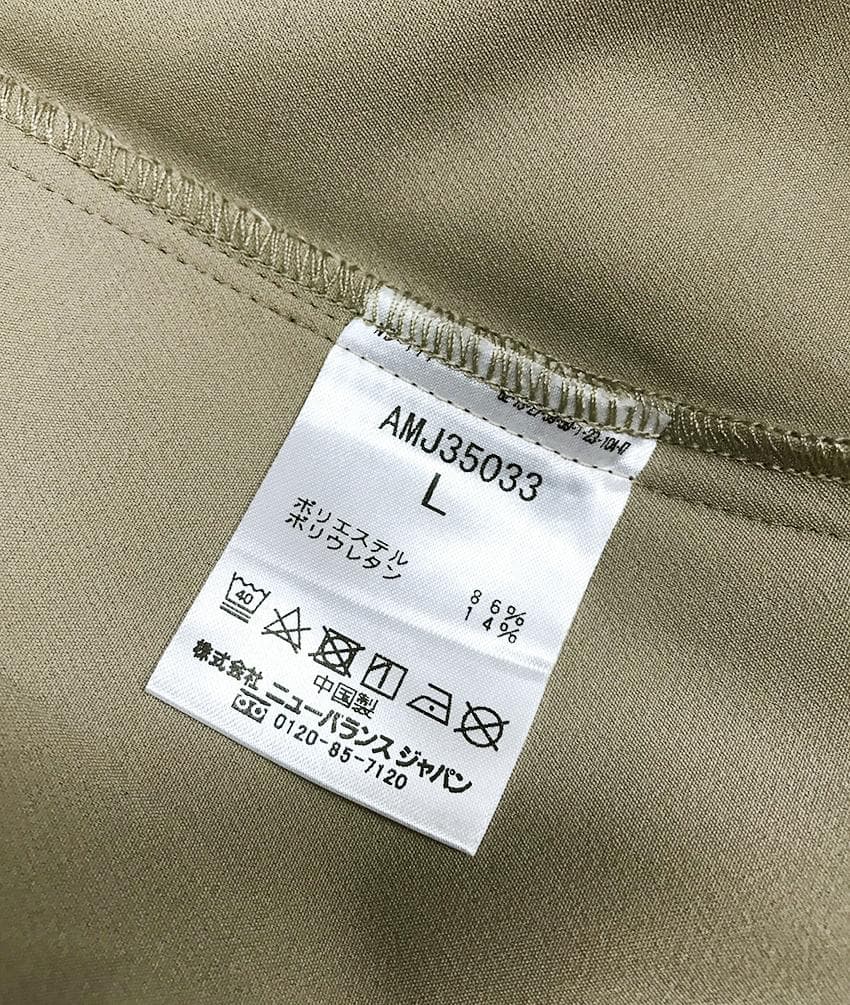 AMJ35033
L
ポリエステル 86%
ポリウレタン 14%
40
中国製
株式会社 ニューバランス ジャパン
0120-85-7120